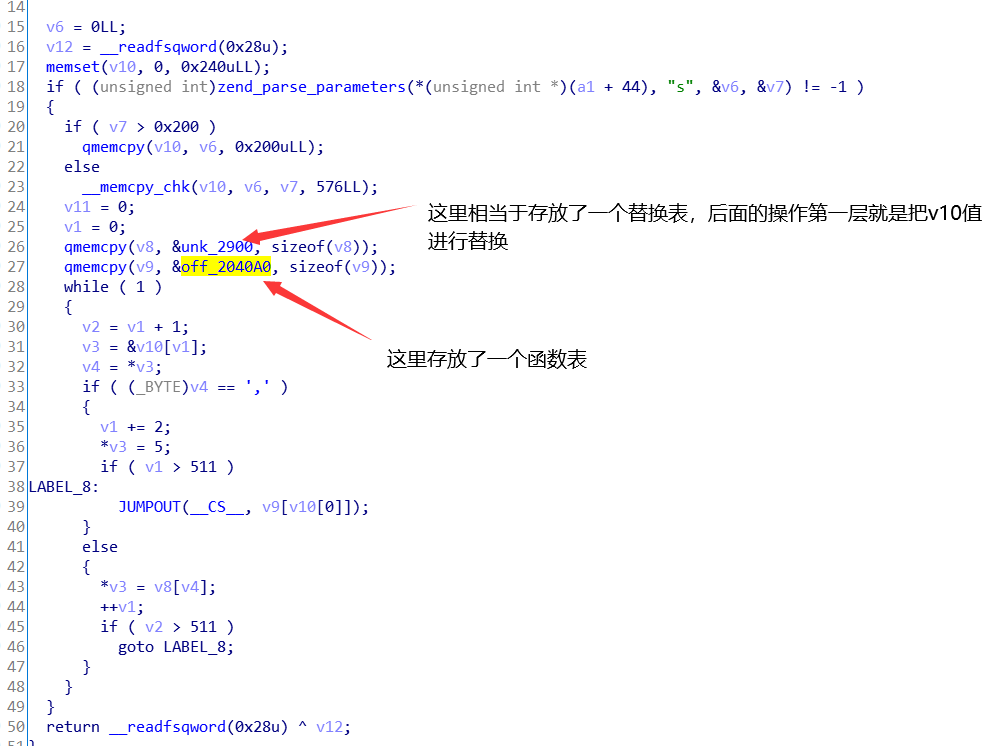 14
15 v6 = 0LL;
16 v12 = __readfsqword(0x28u);
17 memset(v10, 0, 0x240uLL);
18 if ( (unsigned int)zend_parse_parameters(*(unsigned int *)(a1 + 44), "s", &v6, &v7) != -1 )
19 {
20 if ( v7 > 0x200 )
21 qmemcpy(v10, v6, 0x200uLL);
22 else
23 __memcpy_chk(v10, v6, v7, 576LL);
24 v11 = 0;
25 v1 = 0;
26 qmemcpy(v8, &unk_2900, sizeof(v8));
27 qmemcpy(v9, &off_2040A0, sizeof(v9));
28 while ( 1 )
29 {
30 v2 = v1 + 1;
31 v3 = &v10[v1];
32 v4 = *v3;
33 if ( (_BYTE)v4 == ',' )
34 {
35 v1 += 2;
36 *v3 = 5;
37 if ( v1 > 511 )
38 LABEL_8:
39 JUMPOUT(__CS__, v9[v10[0]]);
40 }
41 else
42 {
43 *v3 = v8[v4];
44 ++v1;
45 if ( v2 > 511 )
46 goto LABEL_8;
47 }
48 }
49 }
50 return __readfsqword(0x28u) ^ v12;
51 }
这里相当于存放了一个替换表，后面的操作第一层就是把v10值
进行替换
这里存放了一个函数表